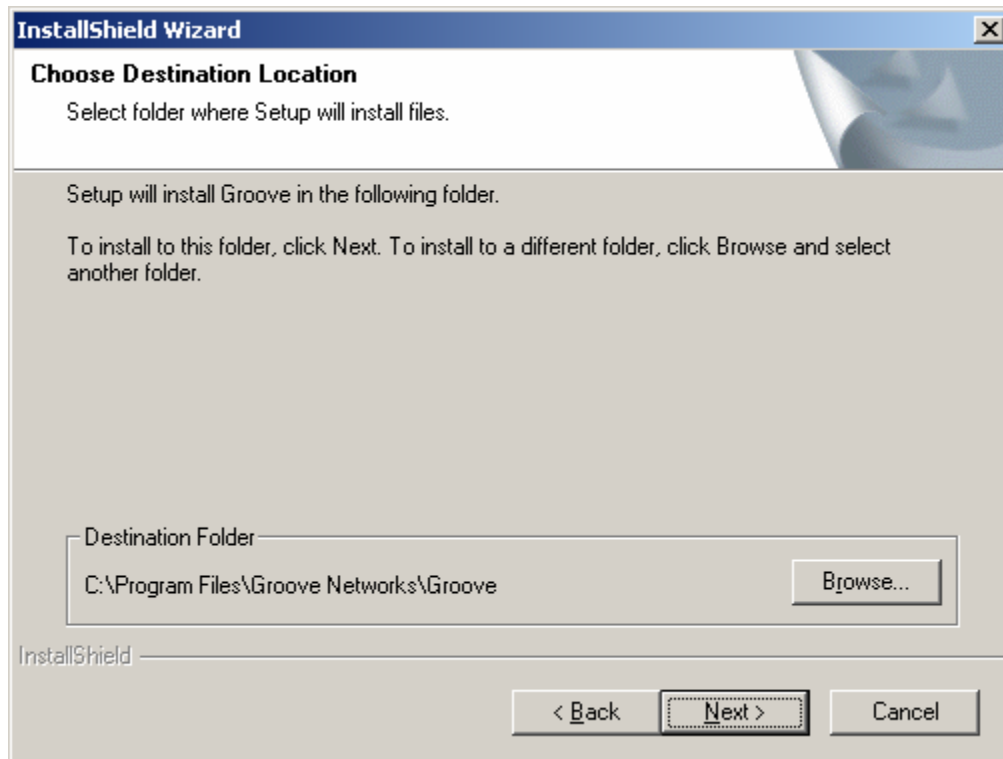 InstallShield Wizard
Choose Destination Location
Select folder where Setup will install files.
Setup will install Groove in the following folder.
To install to this folder, click Next. To install to a different folder, click Browse and select
another folder.
Destination Folder
C:\Program Files\Groove Networks\Groove
Browse...
InstallShield
< Back
Next >
Cancel